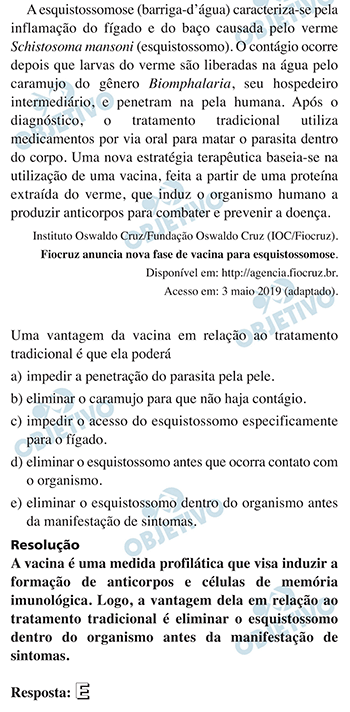 A esquistossomose (barriga-d’água) caracteriza-se pela
inflamação do fígado e do baço causada pelo verme
Schistosoma mansoni (esquistossomo). O contágio ocorre
depois que larvas do verme são liberadas na água pelo
caramujo do gênero Biomphalaria, seu hospedeiro
intermediário, e penetram na pela humana. Após o
diagnóstico, o tratamento tradicional utiliza
medicamentos por via oral para matar o parasita dentro
do corpo. Uma nova estratégia terapêutica baseia-se na
utilização de uma vacina, feita a partir de uma proteína
extraída do verme, que induz o organismo humano a
produzir anticorpos para combater e prevenir a doença.
Instituto Oswaldo Cruz/Fundação Oswaldo Cruz (IOC/Fiocruz).
Fiocruz anuncia nova fase de vacina para esquistossomose.
Disponível em: http://agencia.fiocruz.br.
Acesso em: 3 maio 2019 (adaptado).
Uma vantagem da vacina em relação ao tratamento
tradicional é que ela poderá
a) impedir a penetração do parasita pela pele.
b) eliminar o caramujo para que não haja contágio.
c) impedir o acesso do esquistossomo especificamente
para o fígado.
d) eliminar o esquistossomo antes que ocorra contato com
o organismo.
e) eliminar o esquistossomo dentro do organismo antes
da manifestação de sintomas.
Resolução
A vacina é uma medida profilática que visa induzir a
formação de anticorpos e células de memória
imunológica. Logo, a vantagem dela em relação ao
tratamento tradicional é eliminar o esquistossomo
dentro do organismo antes da manifestação de
sintomas.
Resposta: E
OBJETIVO
OBJETIVO
OBJETIVO
OBJETIVO
OBJETIVO
OBJETIVO
OBJETIVO
OBJETIVO